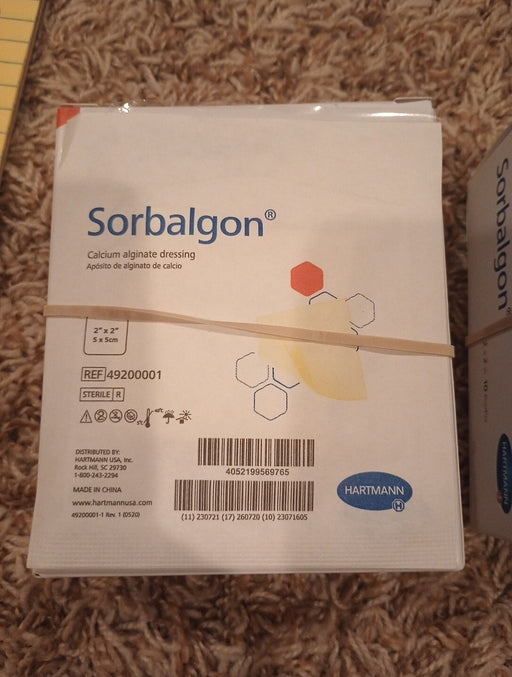 Sorbalgon®
Calcium alginate dressing
Apósito de alginato de calcio
2" x 2"
5 x 5cm
REF 49200001
STERILE R
DISTRIBUTED BY:
HARTMANN USA, Inc.
Rock Hill, SC 29730
1-800-243-2294
MADE IN CHINA
www.hartmannusa.com
49200001-1 Rev. 1 (0520)
4052199569765
(11) 230721 (17) 260720 (10) 23071605
HARTMANN
H
Sorbalgon
HARTMANN